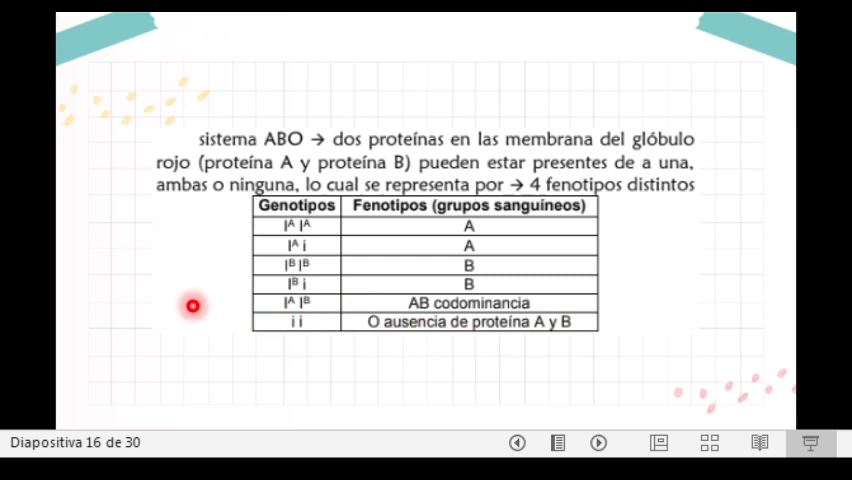 sistema ABO → dos proteínas en las membrana del glóbulo
rojo (proteína A y proteína B) pueden estar presentes de a una,
ambas o ninguna, lo cual se representa por → 4 fenotipos distintos
Genotipos Fenotipos (grupos sanguíneos)
Iᴬ Iᴬ A
Iᴬ i A
Iᴮ Iᴮ B
Iᴮ i B
Iᴬ Iᴮ AB codominancia
i i O ausencia de proteína A y B
Diapositiva 16 de 30